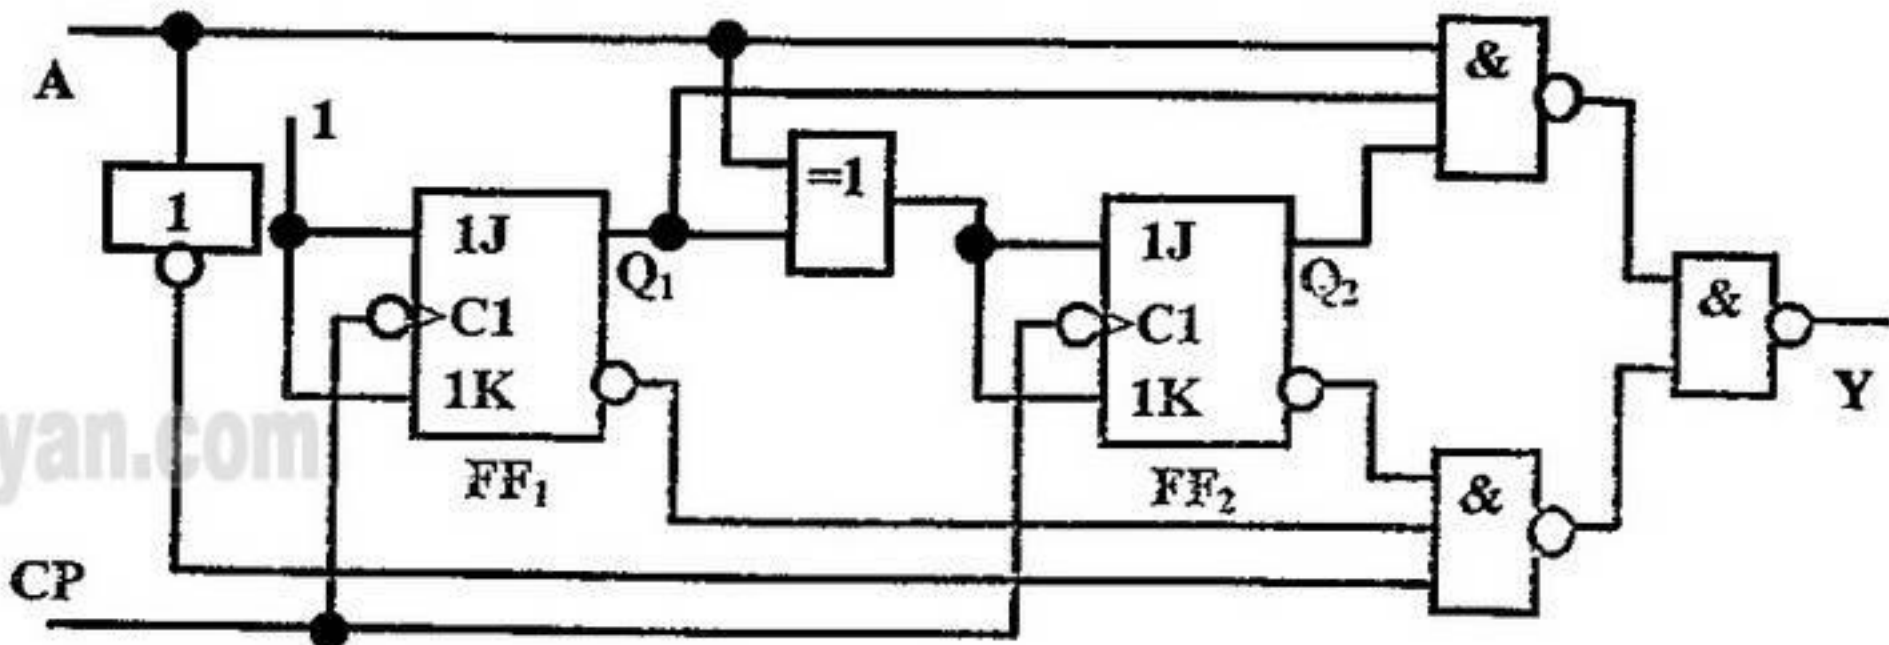 A
1
1
&
=1
1J
C1
1K
Q₁
FF₁
1J
C1
1K
Q₂
FF₂
&
&
Y
CP
yan.com